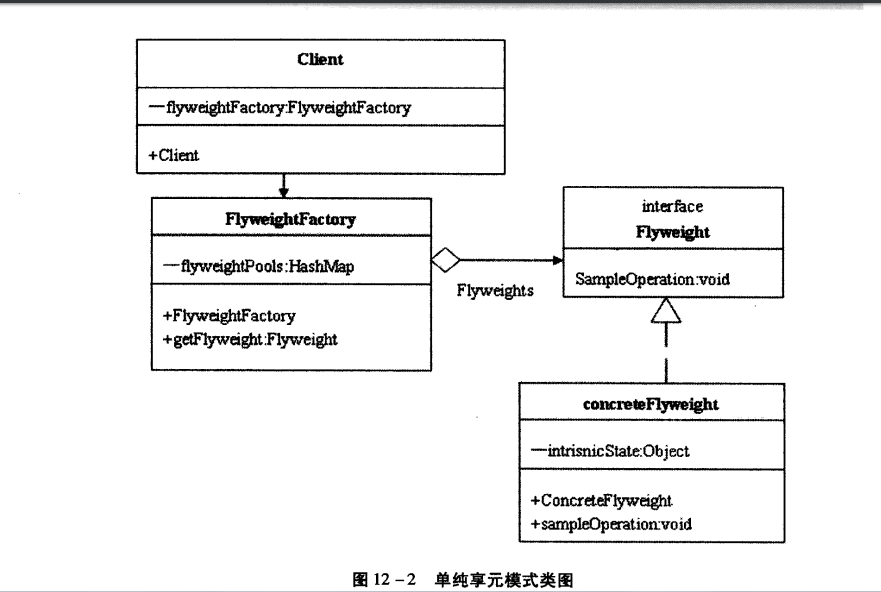 Client
—flyweightFactory:FlyweightFactory
+Client
FlyweightFactory
—flyweightPools:HashMap
+FlyweightFactory
+getFlyweight:Flyweight
Flyweights
interface
Flyweight
SampleOperation:void
concreteFlyweight
—intrisnicState:Object
+ConcreteFlyweight
+sampleOperation:void
图 12－2 单纯享元模式类图